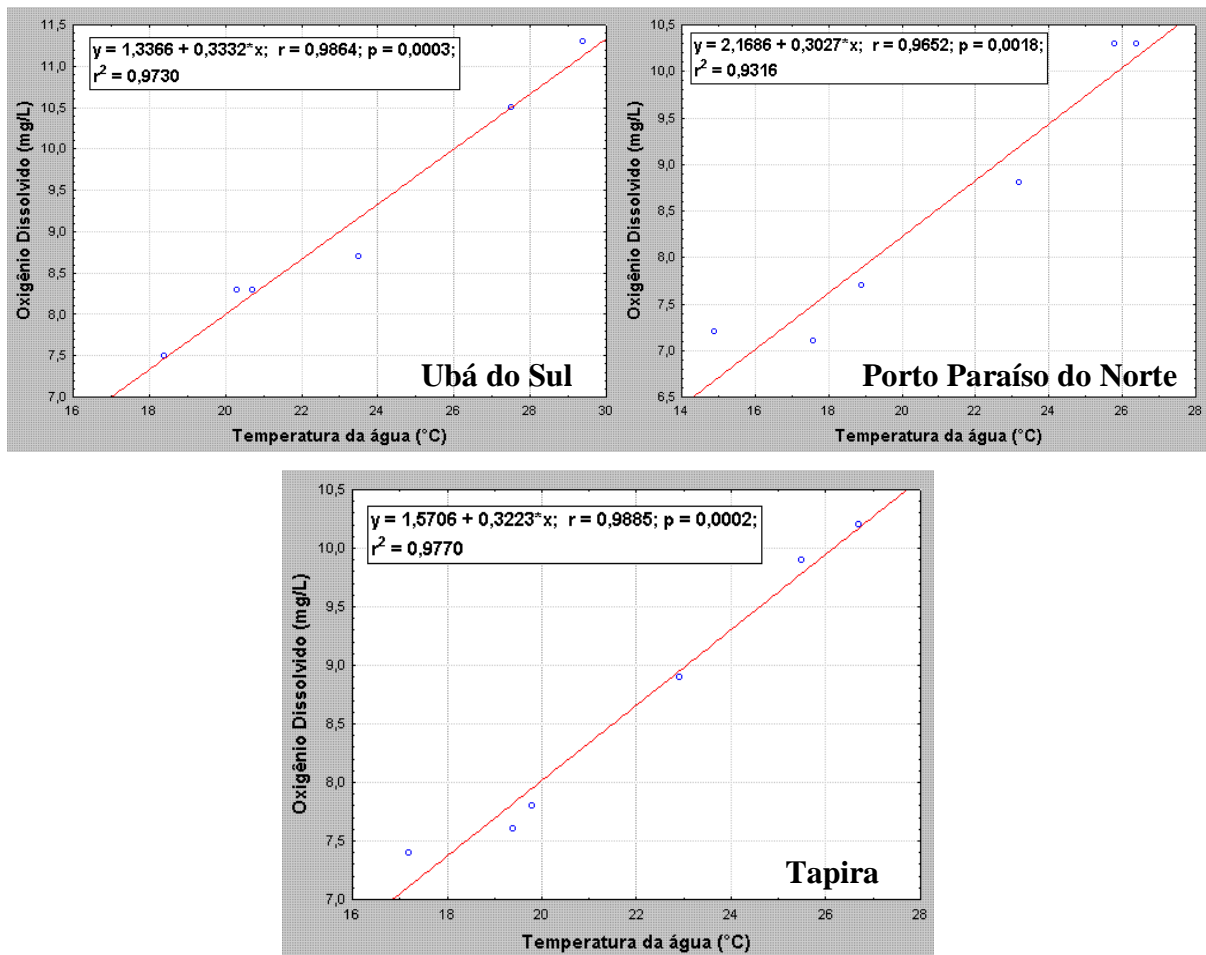 y = 1,3366 + 0,3332*x; r = 0,9864; p = 0,0003;
r² = 0,9730
11,5
11,0
10,5
10,0
9,5
9,0
8,5
8,0
7,5
7,0
Oxigênio Dissolvido (mg/L)
16 18 20 22 24 26 28 30
Temperatura da água (°C)
Ubá do Sul
y = 2,1686 + 0,3027*x; r = 0,9652; p = 0,0018;
r² = 0,9316
10,5
10,0
9,5
9,0
8,5
8,0
7,5
7,0
6,5
Oxigênio Dissolvido (mg/L)
14 16 18 20 22 24 26 28
Temperatura da água (°C)
Porto Paraíso do Norte
y = 1,5706 + 0,3223*x; r = 0,9885; p = 0,0002;
r² = 0,9770
10,5
10,0
9,5
9,0
8,5
8,0
7,5
7,0
Oxigênio Dissolvido (mg/L)
16 18 20 22 24 26 28
Temperatura da água (°C)
Tapira